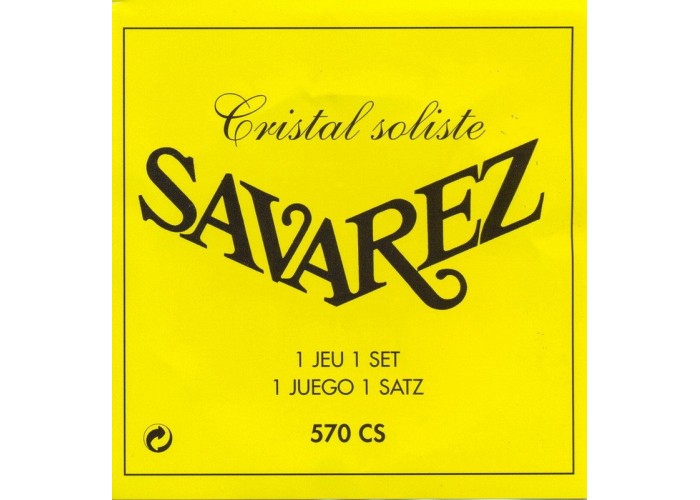 Cristal soliste
SAVAREZ
1 JEU 1 SET
1 JUEGO 1 SATZ
570 CS